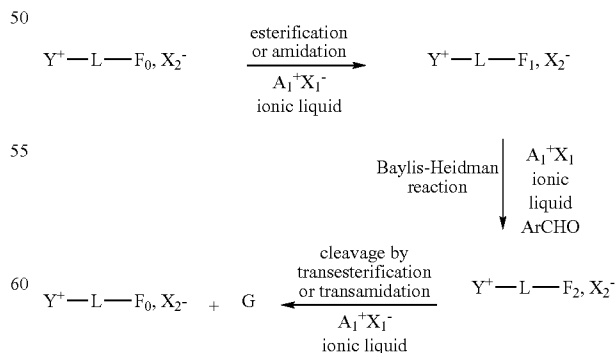 50
esterification
or amidation
Y⁺—L—F₀, X₂⁻
A₁⁺X₁⁻
ionic liquid
Y⁺—L—F₁, X₂⁻
55
Baylis-Heidman
reaction
A₁⁺X₁
ionic
liquid
ArCHO
60
cleavage by
transesterification
or transamidation
Y⁺—L—F₀, X₂-
+ G
A₁⁺X₁⁻
ionic liquid
Y⁺—L—F₂, X₂⁻